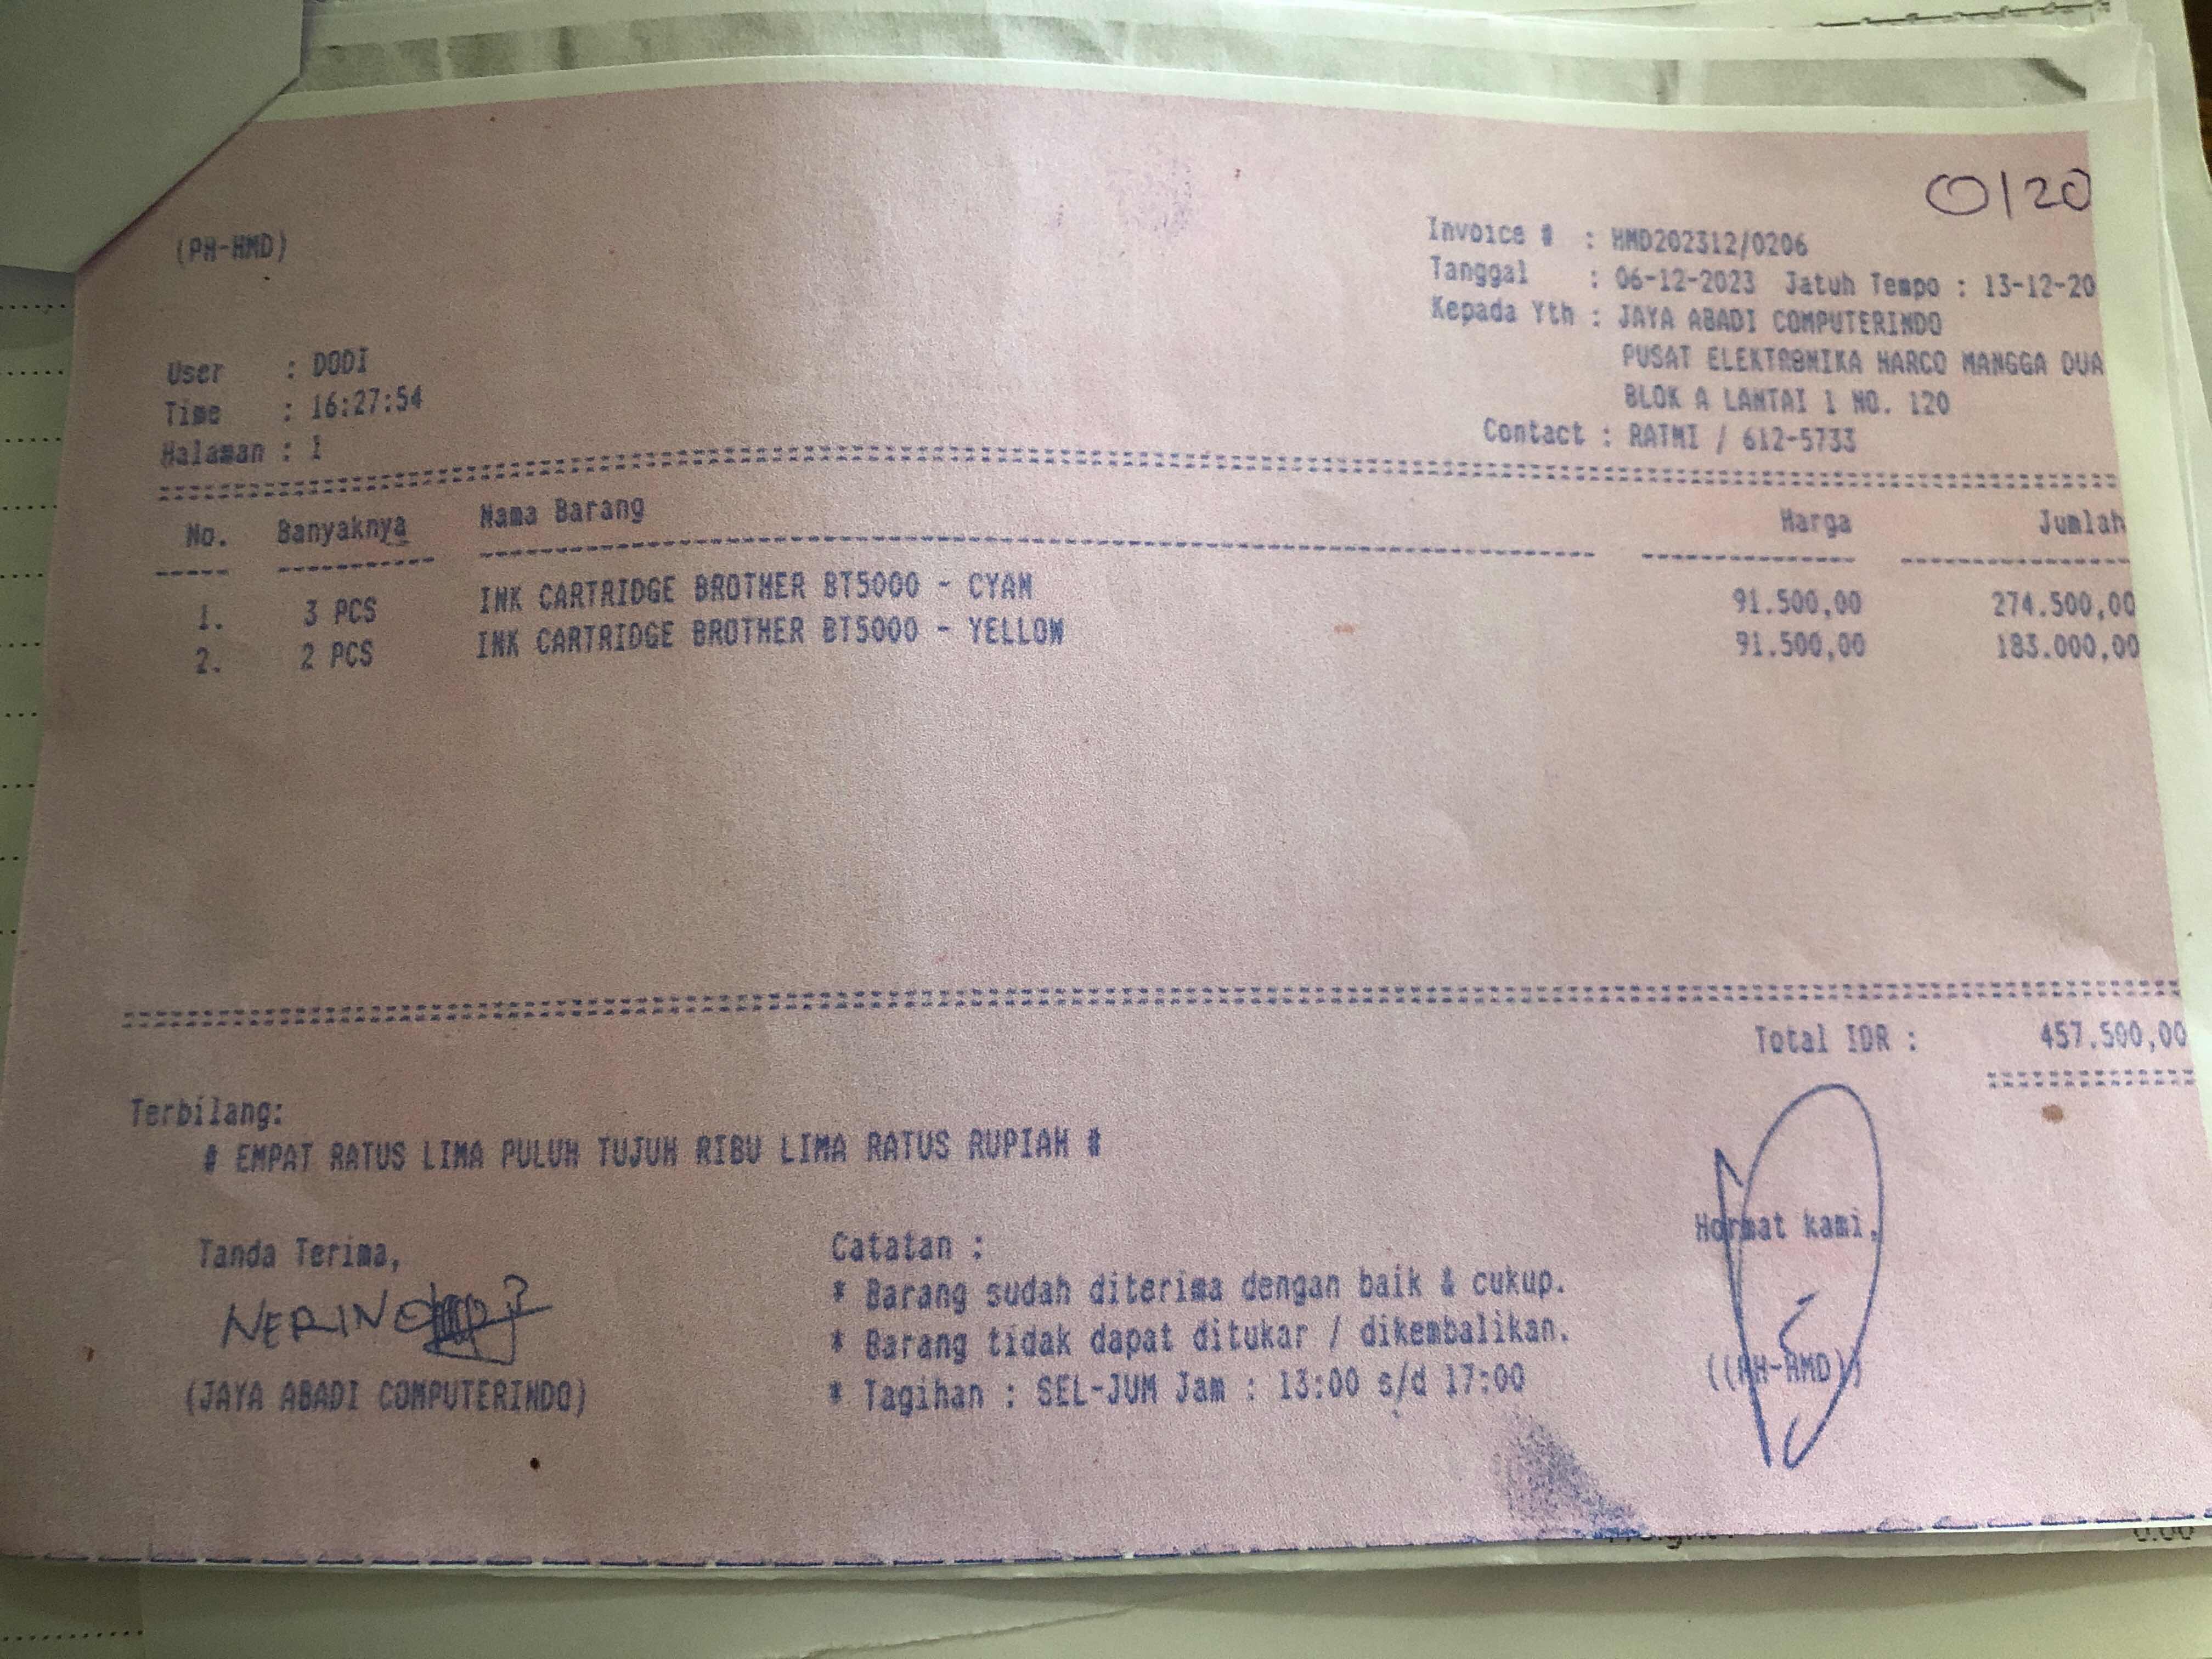 O120
(PH-HMD)
Invoice # : HMD202312/0206
Tanggal : 06-12-2023 Jatuh Tempo : 13-12-20
Kepada Yth : JAYA ABADI COMPUTERINDO
PUSAT ELEKTRONIKA HARCO MANGGA DUA
BLOK A LANTAI 1 NO. 120
Contact : RATMI / 612-5733
User : DODI
Time : 16:27:54
Halaman : 1
No. Banyaknya Nama Barang Harga Jumlah
1. 3 PCS INK CARTRIDGE BROTHER BT5000 - CYAN 91.500,00 274.500,00
2. 2 PCS INK CARTRIDGE BROTHER BT5000 - YELLOW 91.500,00 183.000,00
Total IDR : 457.500,00
Terbilang:
# EMPAT RATUS LIMA PULUH TUJUH RIBU LIMA RATUS RUPIAH #
Tanda Terima,
(JAYA ABADI COMPUTERINDO)
Catatan :
* Barang sudah diterima dengan baik & cukup.
* Barang tidak dapat ditukar / dikembalikan.
* Tagihan : SEL-JUM Jam : 13:00 s/d 17:00
Hormat kami,
((PH-HMD))
0.00